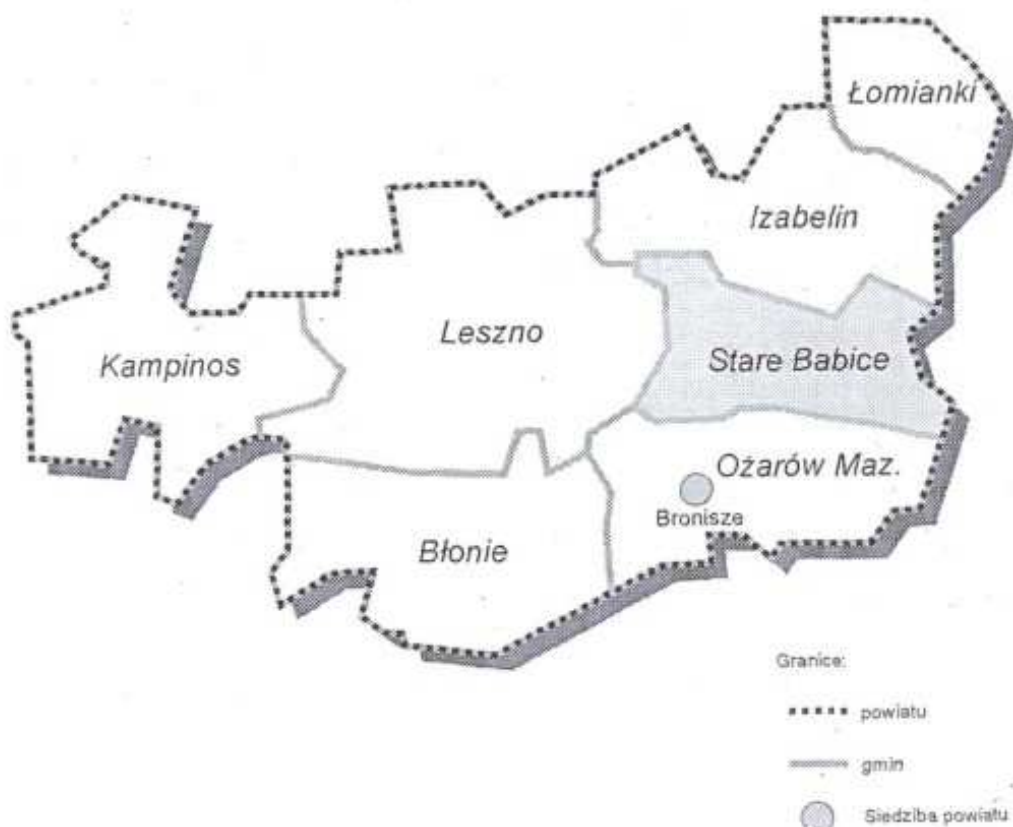 Łomianki
Izabelin
Leszno
Kampinos
Stare Babice
Ożarów Maz.
Bronisze
Błonie
Granice:
powiatu
gmin
Siedziba powiatu